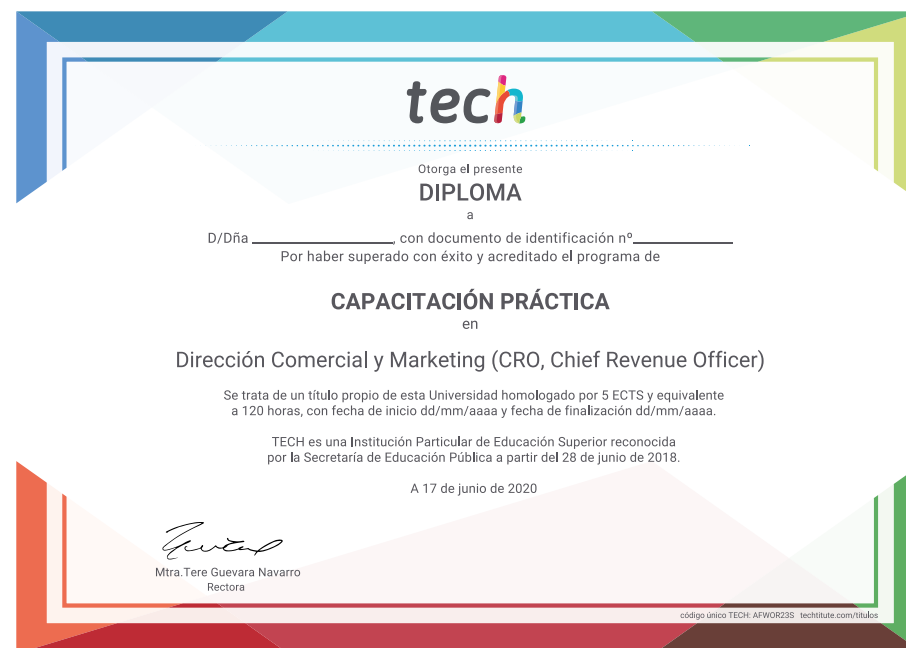 tech
Otorga el presente
DIPLOMA
a
D/Dña ____________________, con documento de identificación nº______________
Por haber superado con éxito y acreditado el programa de
CAPACITACIÓN PRÁCTICA
en
Dirección Comercial y Marketing (CRO, Chief Revenue Officer)
Se trata de un título propio de esta Universidad homologado por 5 ECTS y equivalente
a 120 horas, con fecha de inicio dd/mm/aaaa y fecha de finalización dd/mm/aaaa.
TECH es una Institución Particular de Educación Superior reconocida
por la Secretaría de Educación Pública a partir del 28 de junio de 2018.
A 17 de junio de 2020
Mtra.Tere Guevara Navarro
Rectora
código único TECH: AFWOR23S techtitute.com/titulos